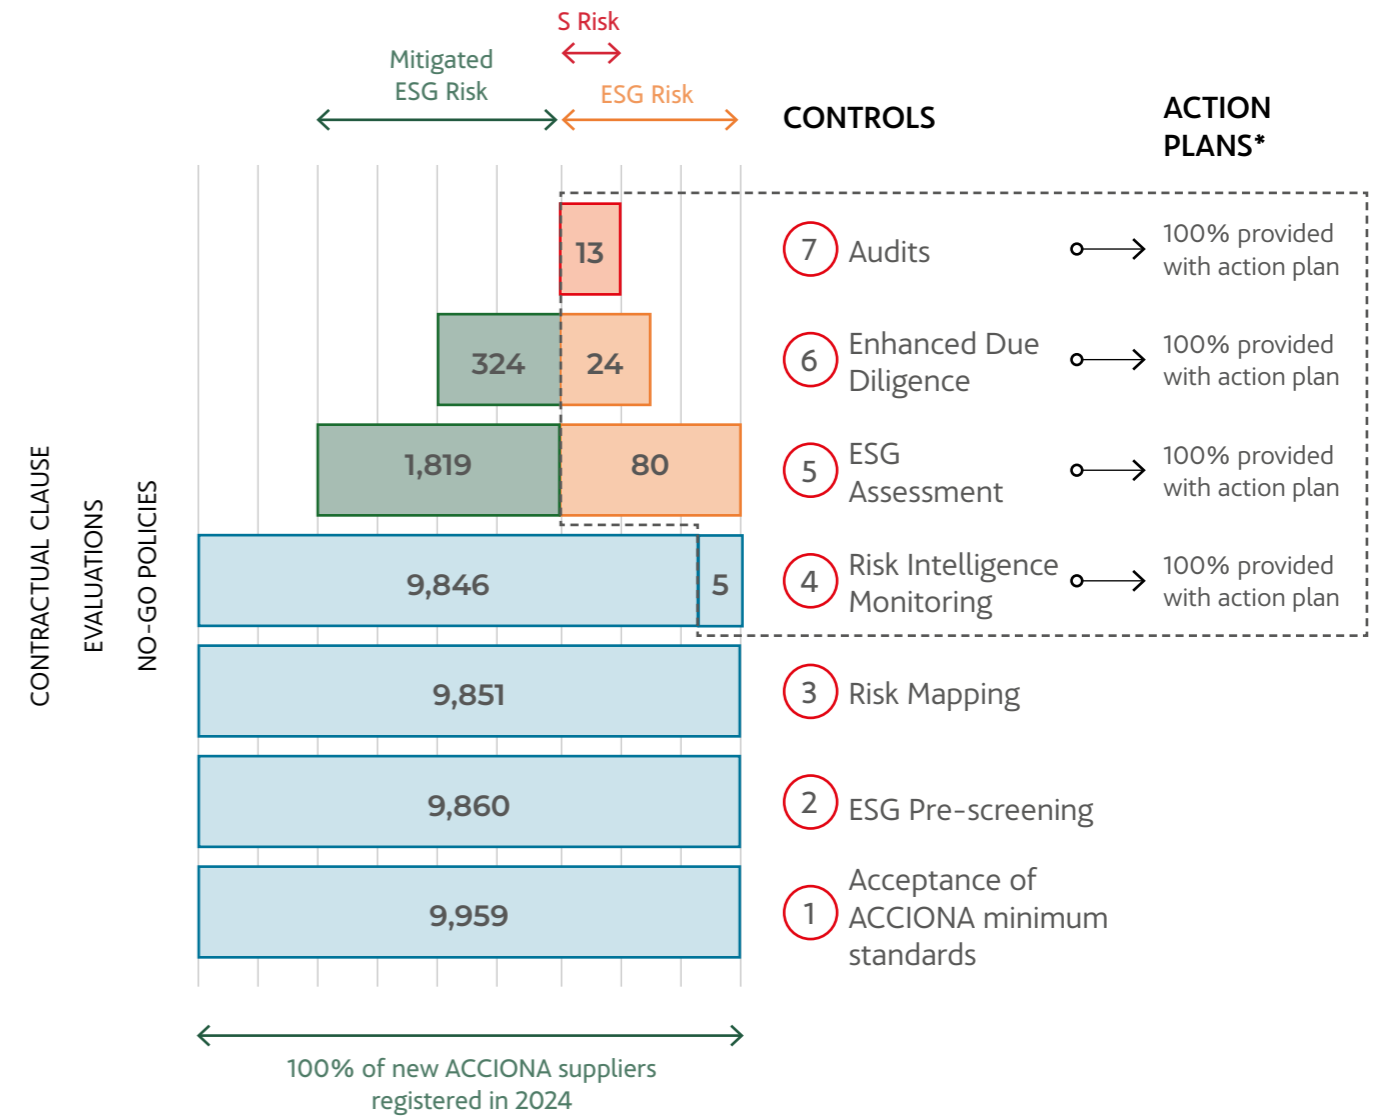 S Risk
Mitigated
ESG Risk
ESG Risk
CONTROLS
ACTION
PLANS*
13
7
Audits
100% provided
with action plan
324
24
6
Enhanced Due
Diligence
100% provided
with action plan
1,819
80
5
ESG
Assessment
100% provided
with action plan
9,846
5
4
Risk Intelligence
Monitoring
100% provided
with action plan
CONTRACTUAL CLAUSE
EVALUATIONS
NO-GO POLICIES
9,851
3
Risk Mapping
9,860
2
ESG Pre-screening
9,959
1
Acceptance of
ACCIONA minimum
standards
100% of new ACCIONA suppliers
registered in 2024